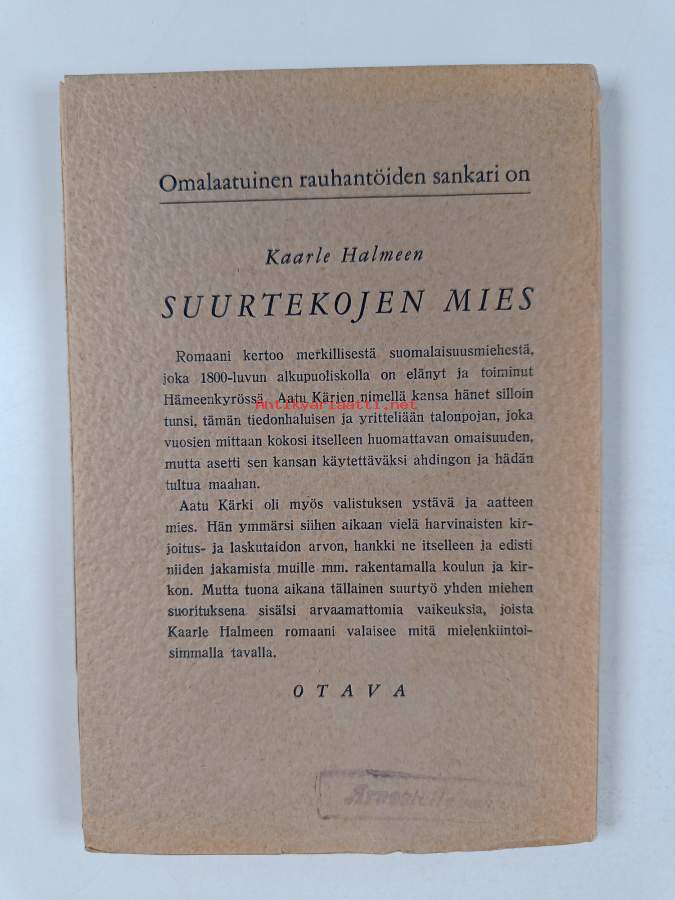 Omalaatuinen rauhantöiden sankari on
Kaarle Halmeen
SUURTEKOJEN MIES
Romaani kertoo merkillisestä suomalaisuusmiehestä,
joka 1800-luvun alkupuoliskolla on elänyt ja toiminut
Hämeenkyrössä. Aatu Kärjen nimellä kansa hänet silloin
Antikvariaatti.net
tunsi, tämän tiedonhaluisen ja yritteliään talonpojan, joka
vuosien mittaan kokosi itselleen huomattavan omaisuuden,
mutta asetti sen kansan käytettäväksi ahdingon ja hädän
tultua maahan.
Aatu Kärki oli myös valistuksen ystävä ja aatteen
mies. Hän ymmärsi siihen aikaan vielä harvinaisten kir-
joitus- ja laskutaidon arvon, hankki ne itselleen ja edisti
niiden jakamista muille mm. rakentamalla koulun ja kir-
kon. Mutta tuona aikana tällainen suurtyö yhden miehen
suorituksena sisälsi arvaamattomia vaikeuksia, joista
Kaarle Halmeen romaani valaisee mitä mielenkiintoi-
simmalla tavalla.
OTAVA